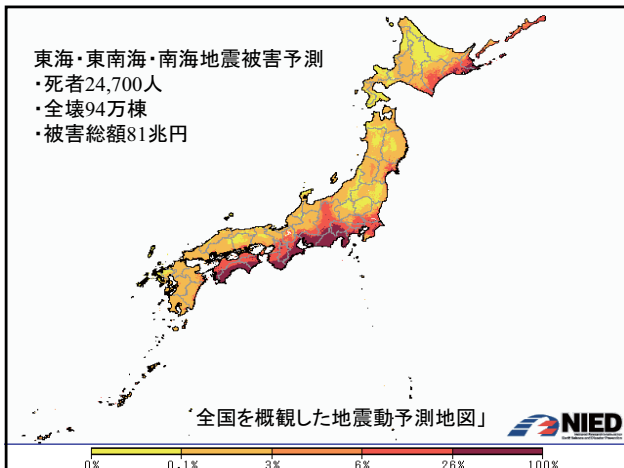 東海・東南海・南海地震被害予測
・死者24,700人
・全壊94万棟
・被害総額81兆円
全国を概観した地震動予測地図」
NIED
0% 0.1% 3% 6% 26% 100%